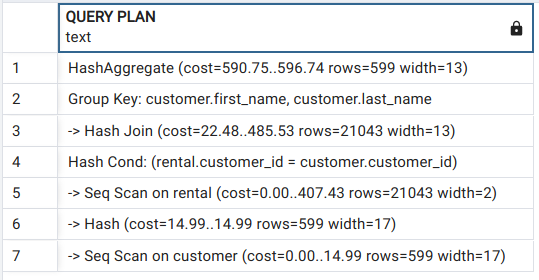 QUERY PLAN
text
1 HashAggregate (cost=590.75..596.74 rows=599 width=13)
2 Group Key: customer.first_name, customer.last_name
3 -> Hash Join (cost=22.48..485.53 rows=21043 width=13)
4 Hash Cond: (rental.customer_id = customer.customer_id)
5 -> Seq Scan on rental (cost=0.00..407.43 rows=21043 width=2)
6 -> Hash (cost=14.99..14.99 rows=599 width=17)
7 -> Seq Scan on customer (cost=0.00..14.99 rows=599 width=17)